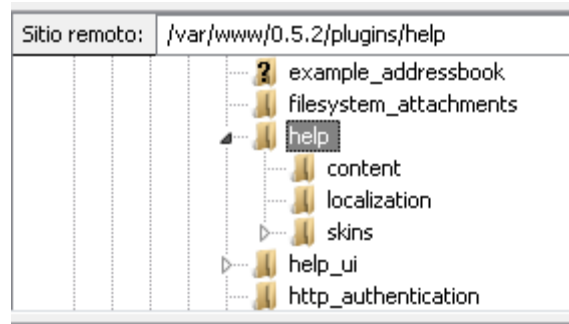 Sitio remoto: /var/www/0.5.2/plugins/help
example_addressbook
filesystem_attachments
help
content
localization
skins
help_ui
http_authentication